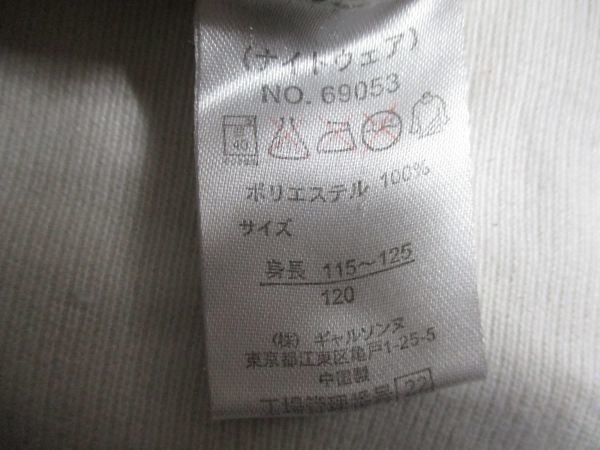 (ナイトウェア)
NO. 69053
40
ポリエステル 100%
サイズ
身長 115~125
120
(株) ギャルソンヌ
東京都江東区亀戸1-25-5
中国製
工場管理番号 22